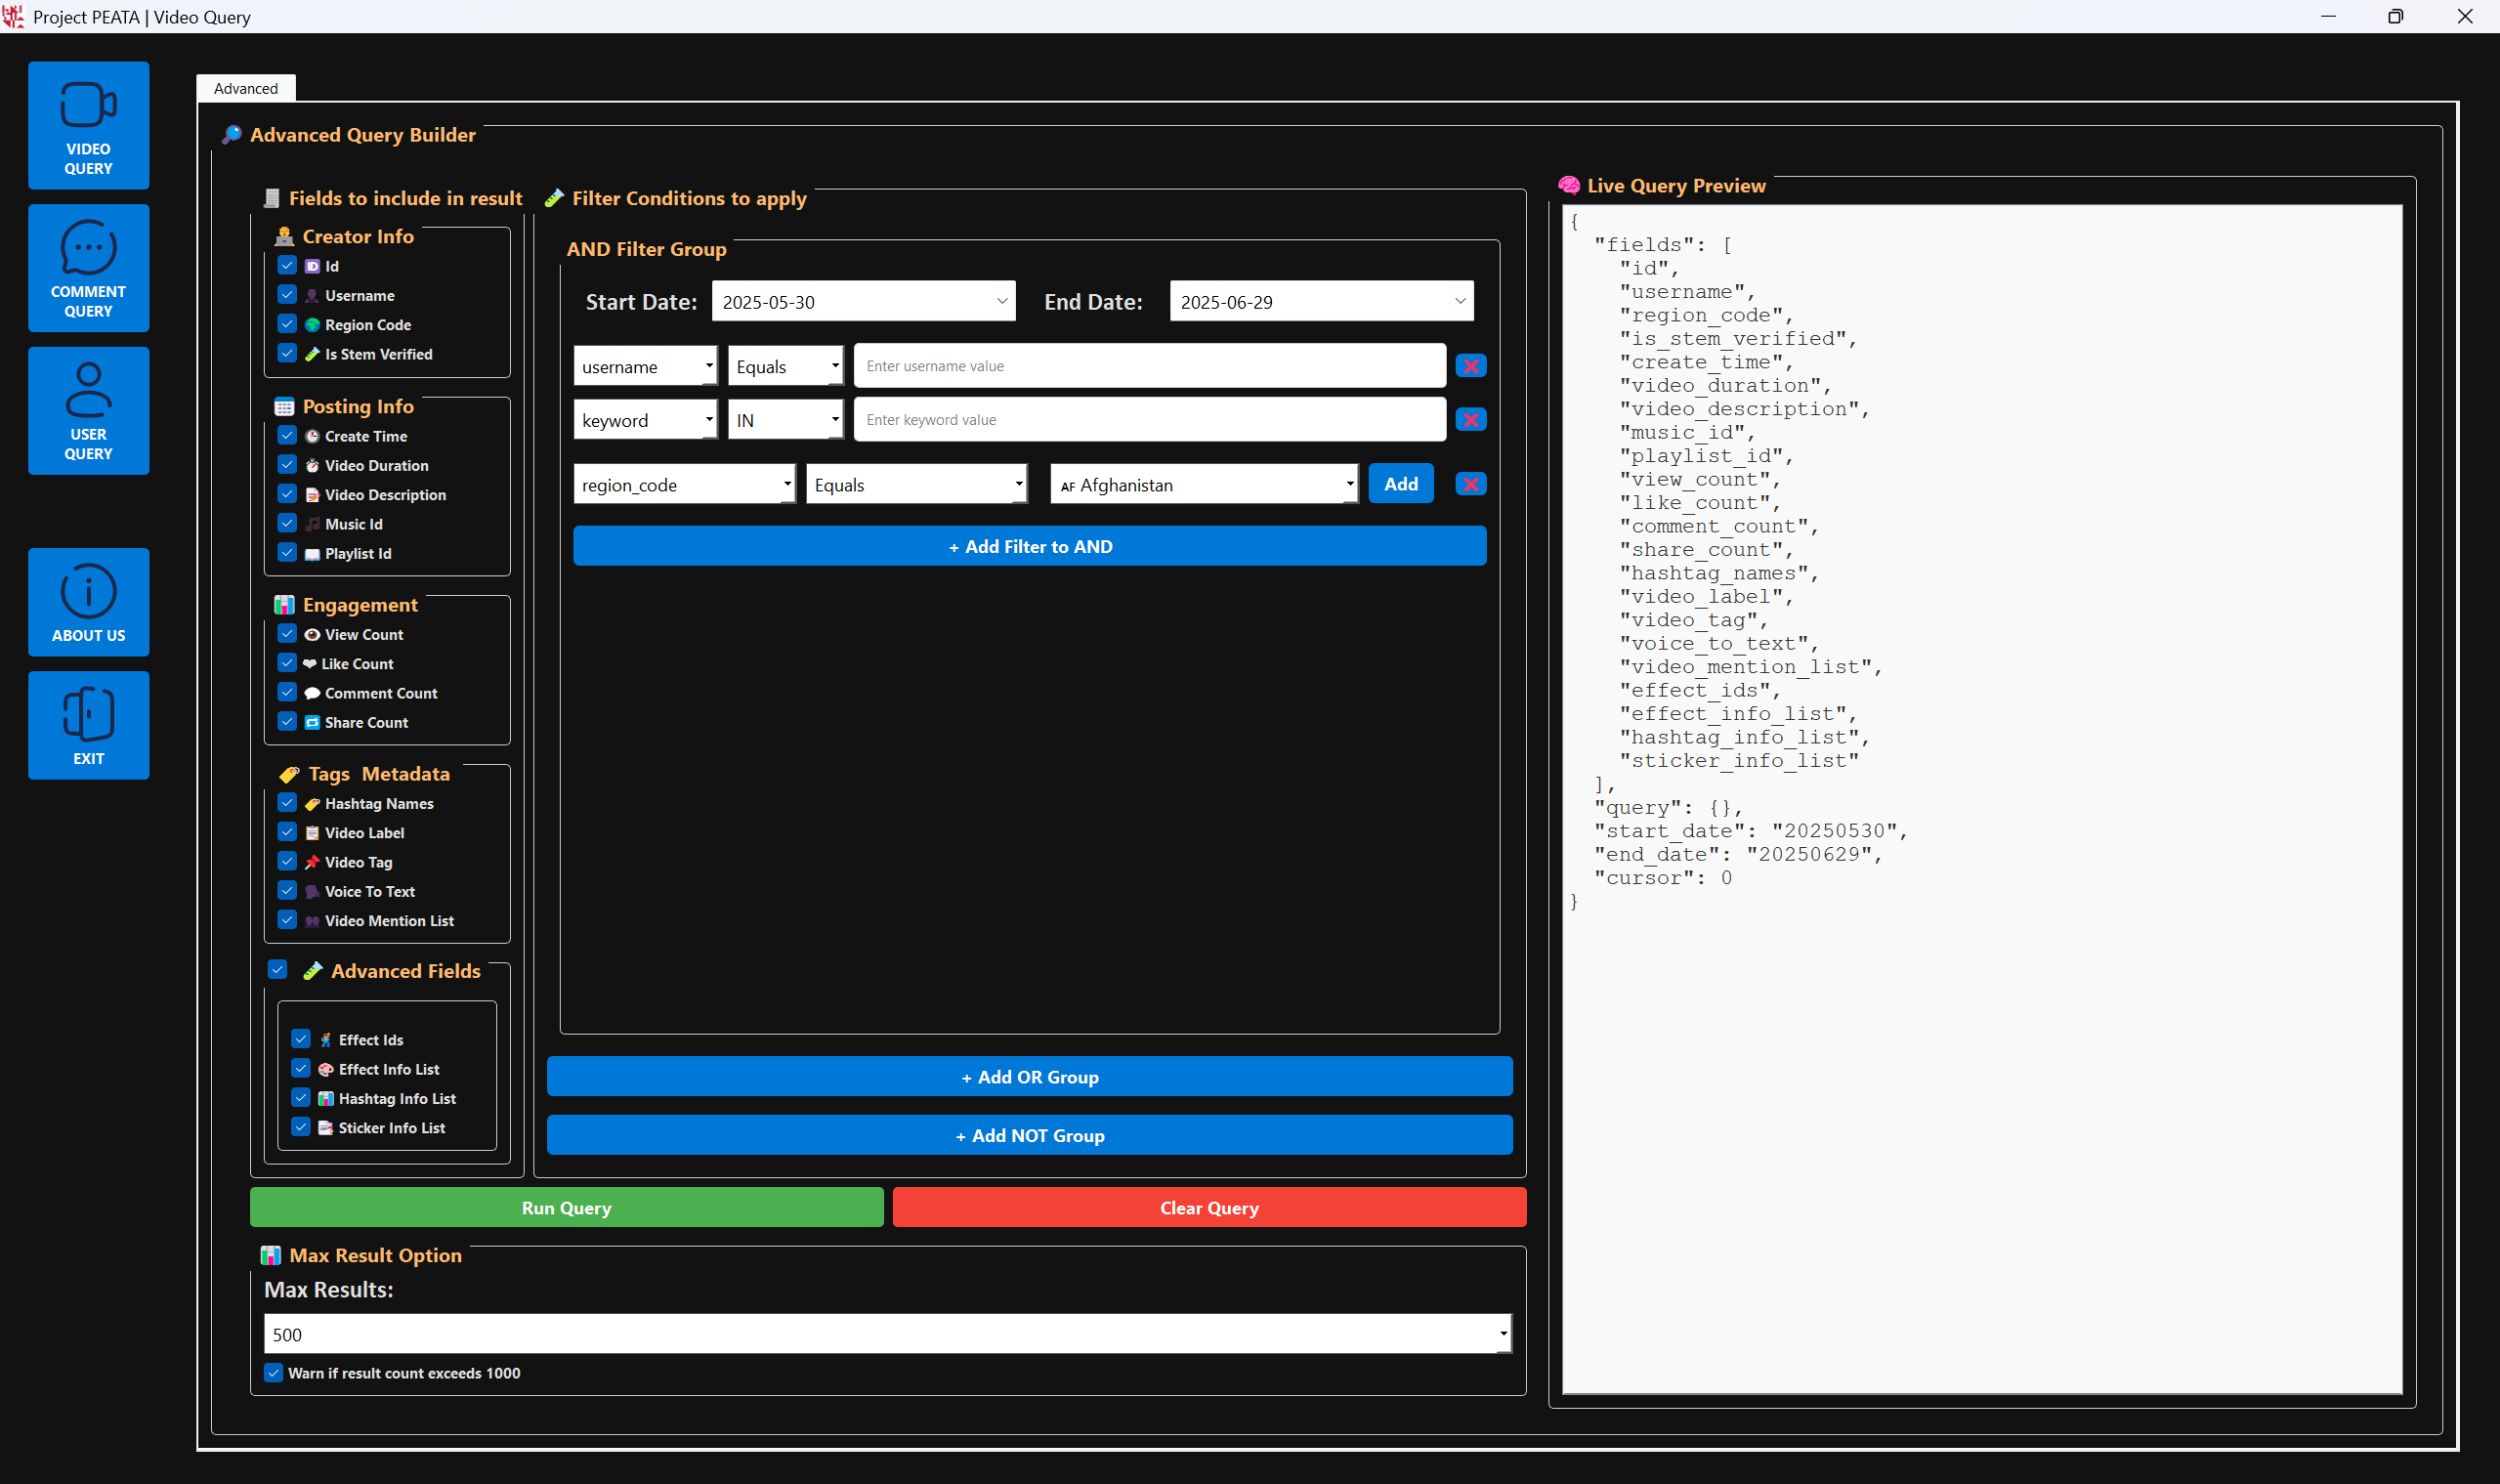 Project PEATA | Video Query
VIDEO
QUERY
COMMENT
QUERY
USER
QUERY
ABOUT US
EXIT
Advanced
Advanced Query Builder
Fields to include in result
Creator Info
ID Id
Username
Region Code
Is Stem Verified
Posting Info
Create Time
Video Duration
Video Description
Music Id
Playlist Id
Engagement
View Count
Like Count
Comment Count
Share Count
Tags Metadata
Hashtag Names
Video Label
Video Tag
Voice To Text
Video Mention List
Advanced Fields
Effect Ids
Effect Info List
Hashtag Info List
Sticker Info List
Filter Conditions to apply
AND Filter Group
Start Date: 2025-05-30 End Date: 2025-06-29
username Equals Enter username value
keyword IN Enter keyword value
region_code Equals AF Afghanistan Add
+ Add Filter to AND
+ Add OR Group
+ Add NOT Group
Run Query Clear Query
Max Result Option
Max Results:
500
Warn if result count exceeds 1000
Live Query Preview
{
"fields": [
"id",
"username",
"region_code",
"is_stem_verified",
"create_time",
"video_duration",
"video_description",
"music_id",
"playlist_id",
"view_count",
"like_count",
"comment_count",
"share_count",
"hashtag_names",
"video_label",
"video_tag",
"voice_to_text",
"video_mention_list",
"effect_ids",
"effect_info_list",
"hashtag_info_list",
"sticker_info_list"
],
"query": {},
"start_date": "20250530",
"end_date": "20250629",
"cursor": 0
}